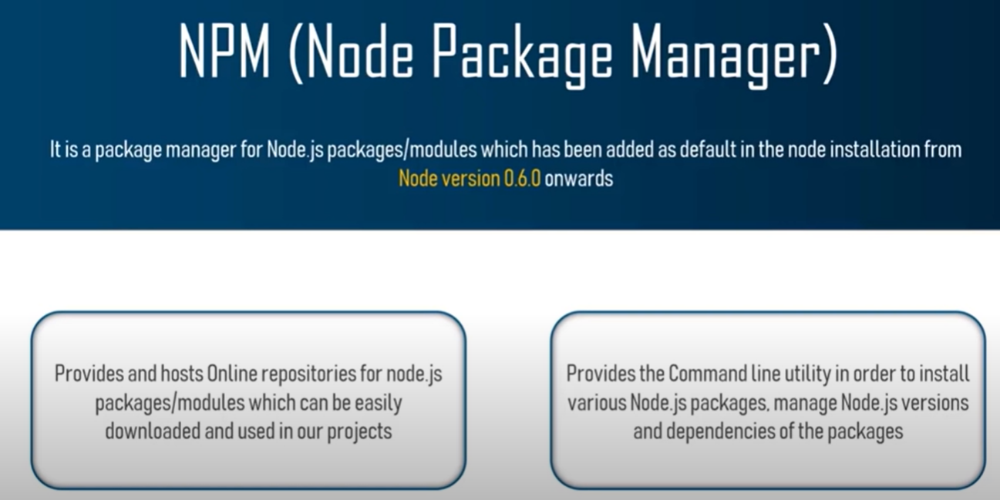 NPM (Node Package Manager)
It is a package manager for Node.js packages/modules which has been added as default in the node installation from
Node version 0.6.0 onwards
Provides and hosts Online repositories for node.js
packages/modules which can be easily
downloaded and used in our projects
Provides the Command line utility in order to install
various Node.js packages, manage Node.js versions
and dependencies of the packages